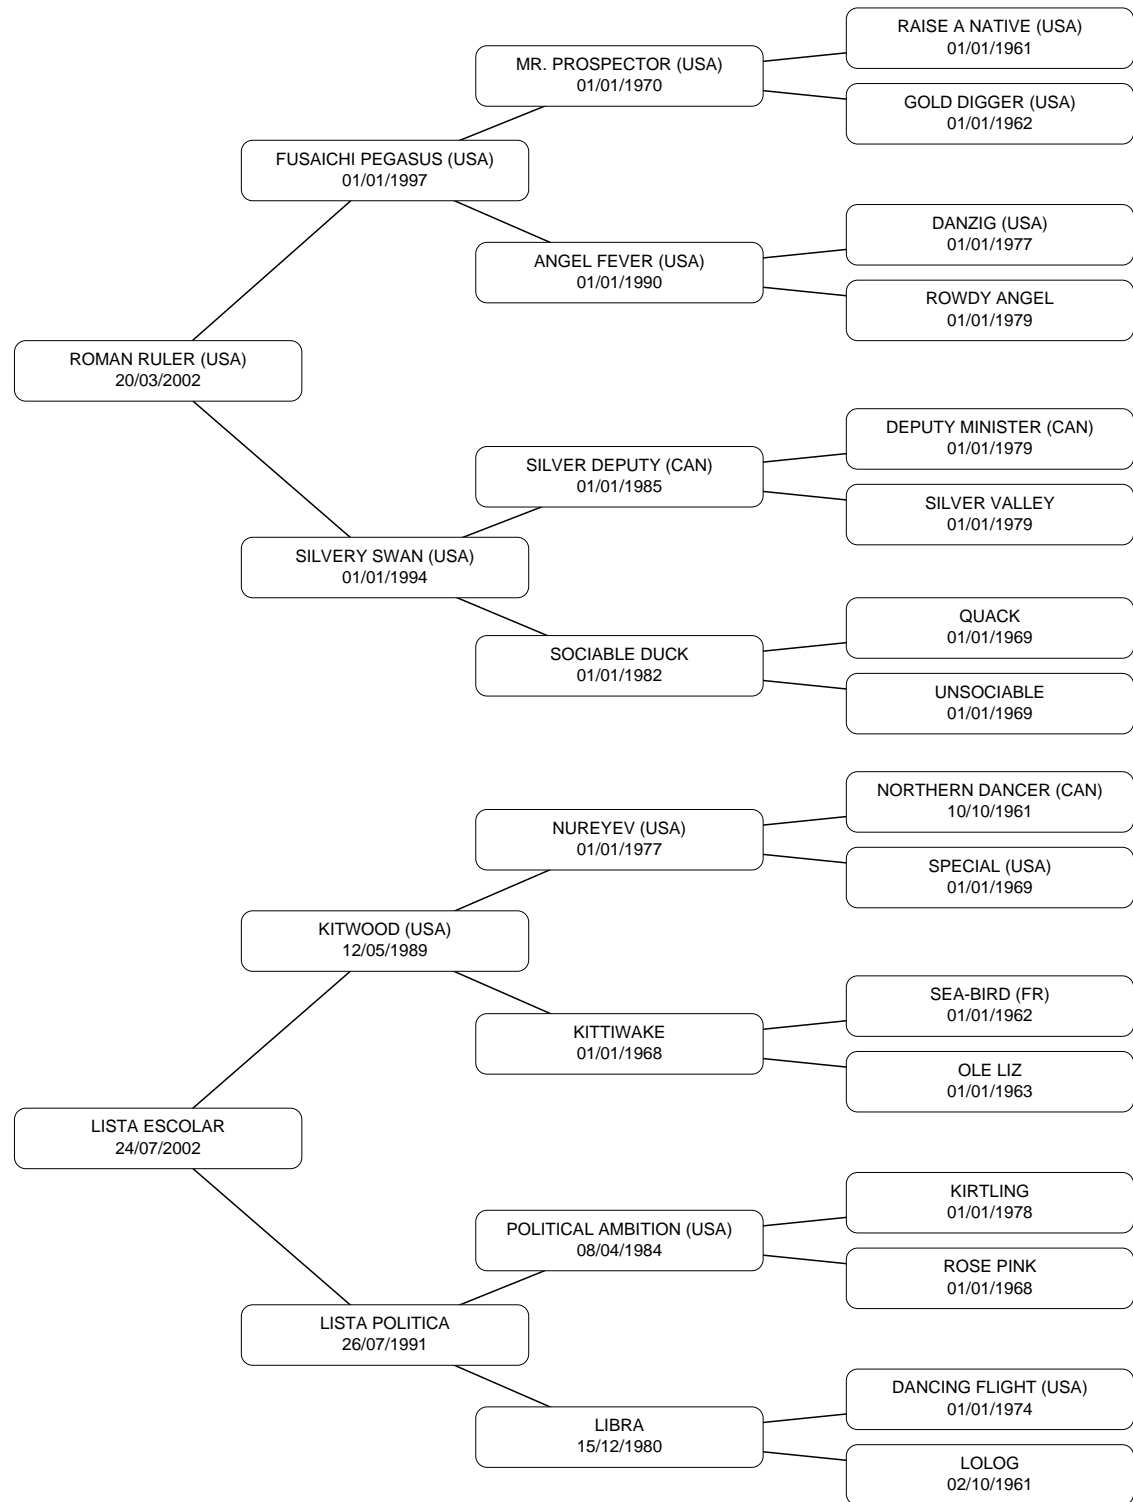 RAISE A NATIVE (USA)
01/01/1961
MR. PROSPECTOR (USA)
01/01/1970
GOLD DIGGER (USA)
01/01/1962
FUSAICHI PEGASUS (USA)
01/01/1997
DANZIG (USA)
01/01/1977
ANGEL FEVER (USA)
01/01/1990
ROWDY ANGEL
01/01/1979
ROMAN RULER (USA)
20/03/2002
DEPUTY MINISTER (CAN)
01/01/1979
SILVER DEPUTY (CAN)
01/01/1985
SILVER VALLEY
01/01/1979
SILVERY SWAN (USA)
01/01/1994
QUACK
01/01/1969
SOCIABLE DUCK
01/01/1982
UNSOCIABLE
01/01/1969
NORTHERN DANCER (CAN)
10/10/1961
NUREYEV (USA)
01/01/1977
SPECIAL (USA)
01/01/1969
KITWOOD (USA)
12/05/1989
SEA-BIRD (FR)
01/01/1962
KITTIWAKE
01/01/1968
OLE LIZ
01/01/1963
LISTA ESCOLAR
24/07/2002
KIRTLING
01/01/1978
POLITICAL AMBITION (USA)
08/04/1984
ROSE PINK
01/01/1968
LISTA POLITICA
26/07/1991
DANCING FLIGHT (USA)
01/01/1974
LIBRA
15/12/1980
LOLOG
02/10/1961